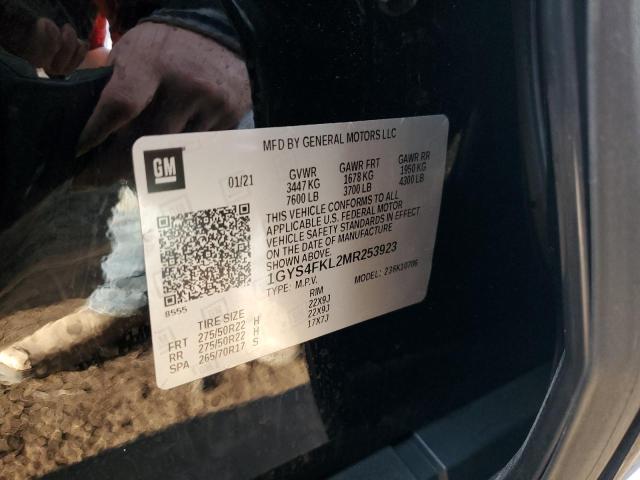 MFD BY GENERAL MOTORS LLC
GM
01/21
GVWR GAWR FRT GAWR RR
3447 KG 1678 KG 1950 KG
7600 LB 3700 LB 4300 LB
THIS VEHICLE CONFORMS TO ALL
APPLICABLE U.S. FEDERAL MOTOR
VEHICLE SAFETY STANDARDS IN EFFECT
ON THE DATE OF MANUFACTURE
SHOWN ABOVE.
1GYS4FKL2MR253923
TYPE: M.P.V. MODEL: 236K10706
8555
TIRE SIZE RIM
FRT 275/50R22 H 22X9J
RR 275/50R22 H 22X9J
SPA 265/70R17 S 17X7J